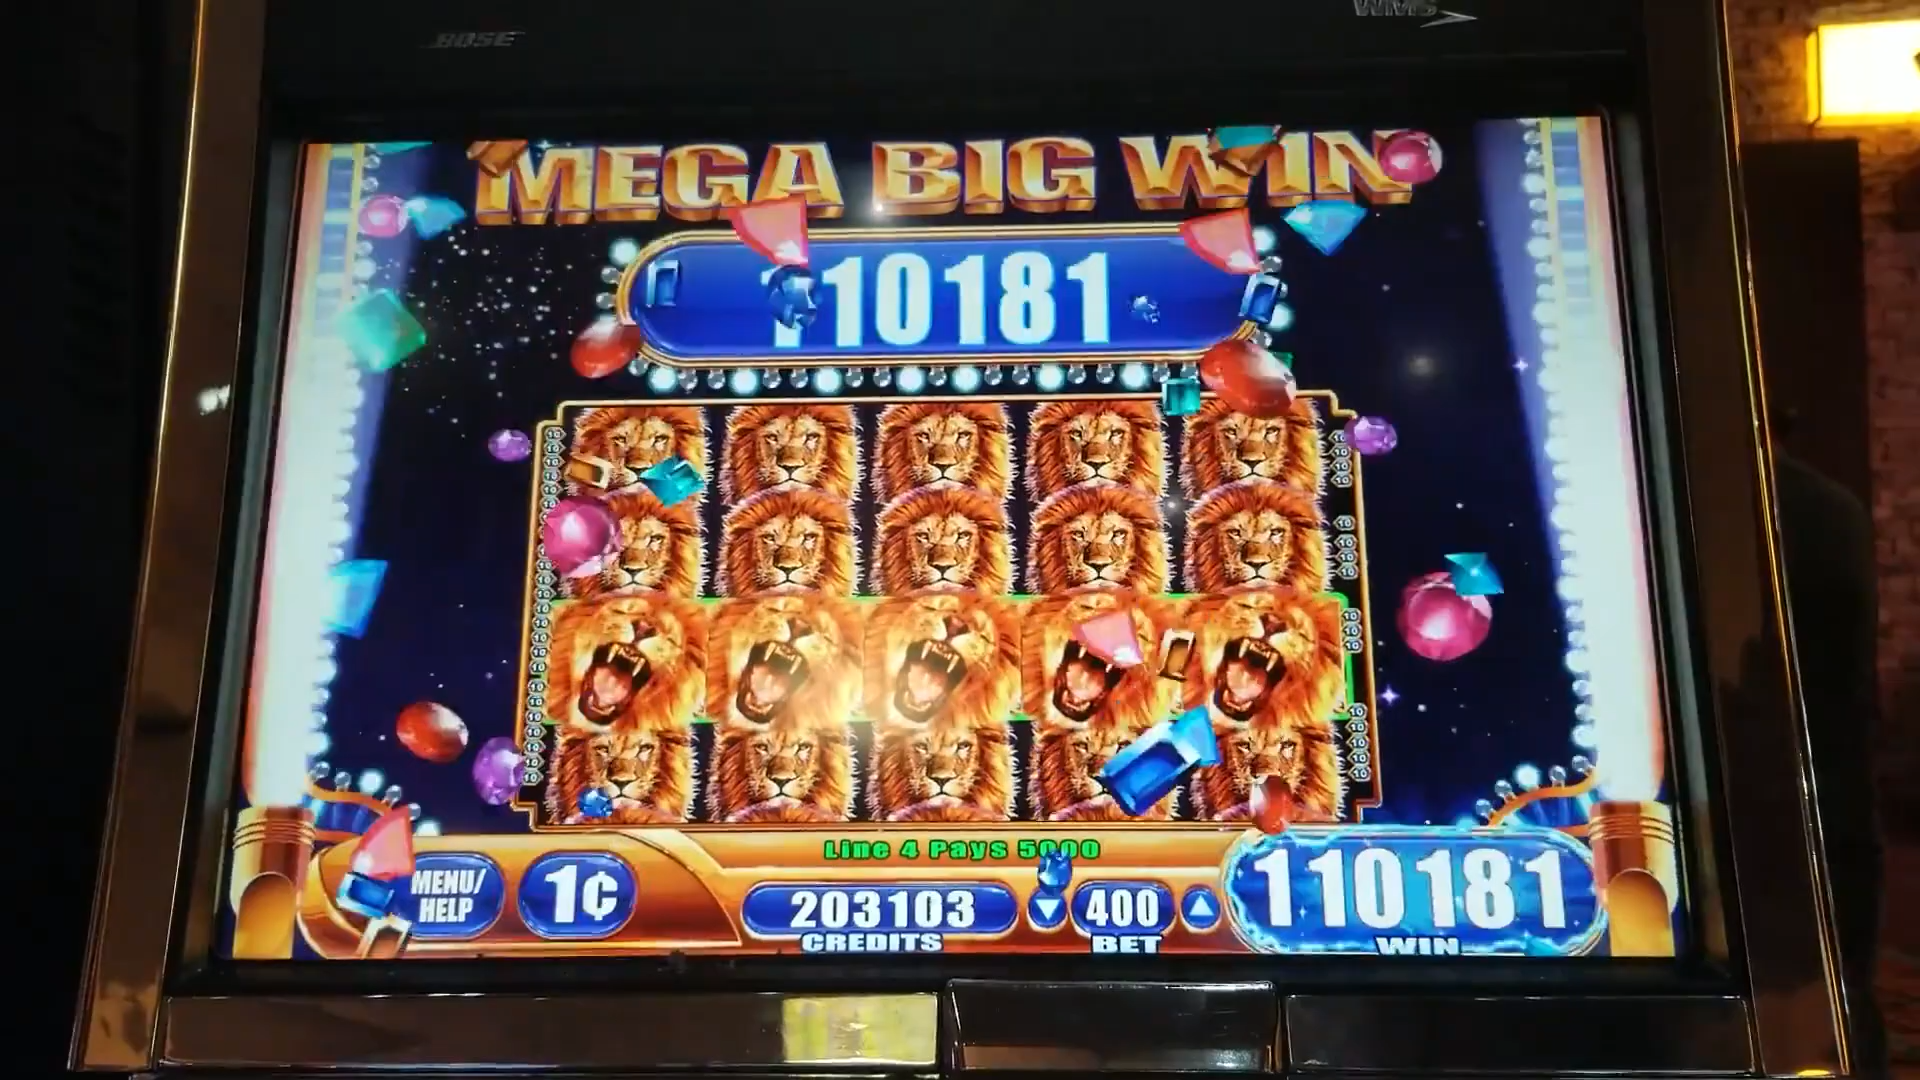 BOSE
WMS
MEGA BIG WIN
110181
Line 4 Pays 5000
MENU/
HELP
1¢
203103
CREDITS
400
BET
110181
WIN